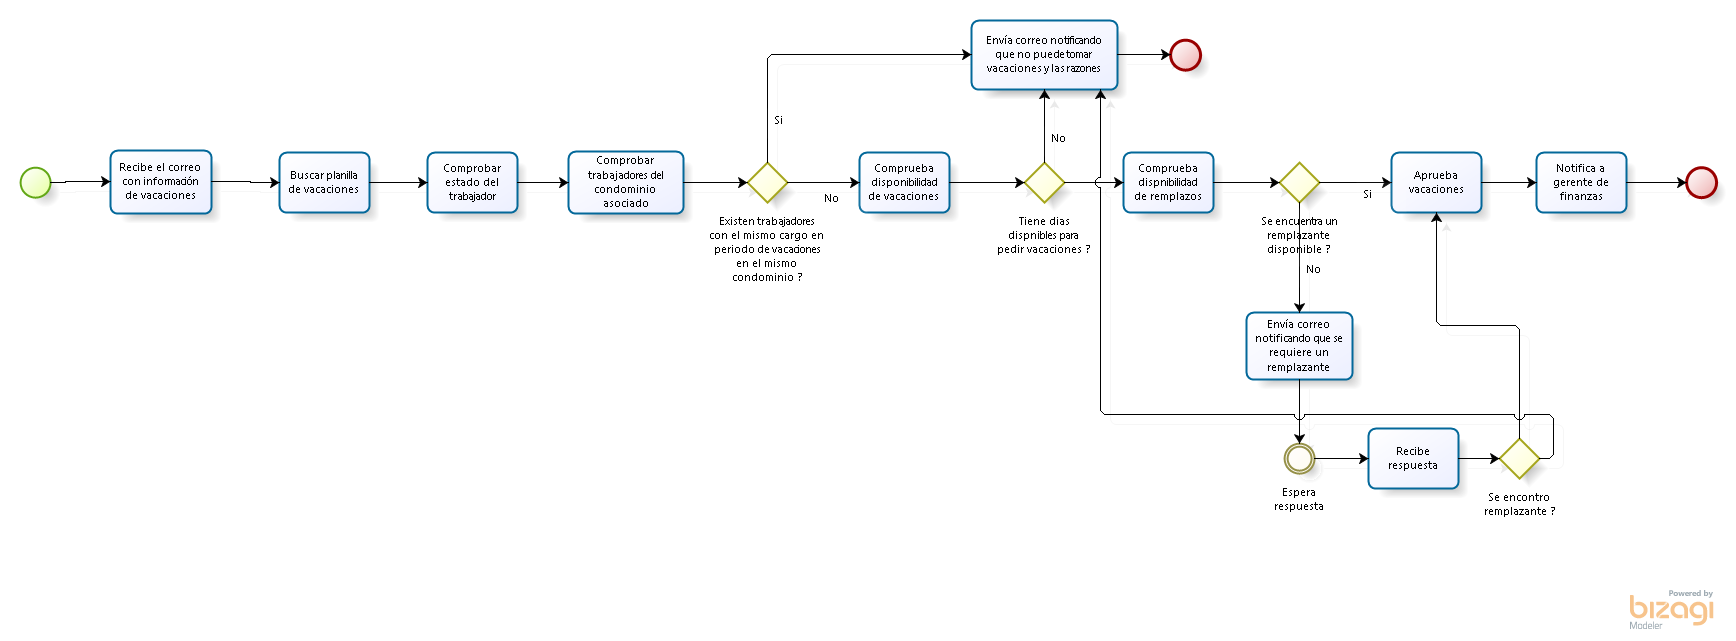 Envía correo notificando
que no puede tomar
vacaciones y las razones
Si
No
Recibe el correo
con información
de vacaciones
Buscar planilla
de vacaciones
Comprobar
estado del
trabajador
Comprobar
trabajadores del
condominio
asociado
No
Existen trabajadores
con el mismo cargo en
periodo de vacaciones
en el mismo
condominio ?
Comprueba
disponibilidad
de vacaciones
Tiene dias
dispnibles para
pedir vacaciones ?
Comprueba
dispnibilidad
de remplazos
Se encuentra un
remplazante
disponible ?
Si
No
Aprueba
vacaciones
Notifica a
gerente de
finanzas
Envía correo
notificando que se
requiere un
remplazante
Espera
respuesta
Recibe
respuesta
Se encontro
remplazante ?
Powered by
bizagi
Modeler